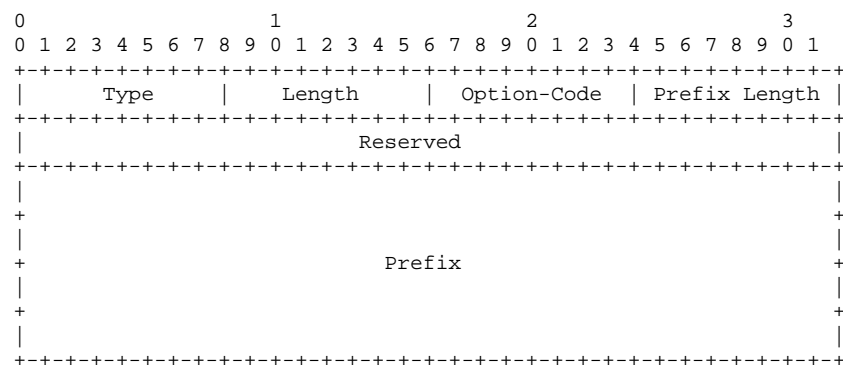 0                   1                   2                   3
0 1 2 3 4 5 6 7 8 9 0 1 2 3 4 5 6 7 8 9 0 1 2 3 4 5 6 7 8 9 0 1
+-+-+-+-+-+-+-+-+-+-+-+-+-+-+-+-+-+-+-+-+-+-+-+-+-+-+-+-+-+-+-+-+
|      Type     |    Length     |  Option-Code  | Prefix Length |
+-+-+-+-+-+-+-+-+-+-+-+-+-+-+-+-+-+-+-+-+-+-+-+-+-+-+-+-+-+-+-+-+
|                          Reserved                             |
+-+-+-+-+-+-+-+-+-+-+-+-+-+-+-+-+-+-+-+-+-+-+-+-+-+-+-+-+-+-+-+-+
|                                                               |
+                                                               +
|                                                               |
+                            Prefix                             +
|                                                               |
+                                                               +
|                                                               |
+-+-+-+-+-+-+-+-+-+-+-+-+-+-+-+-+-+-+-+-+-+-+-+-+-+-+-+-+-+-+-+-+